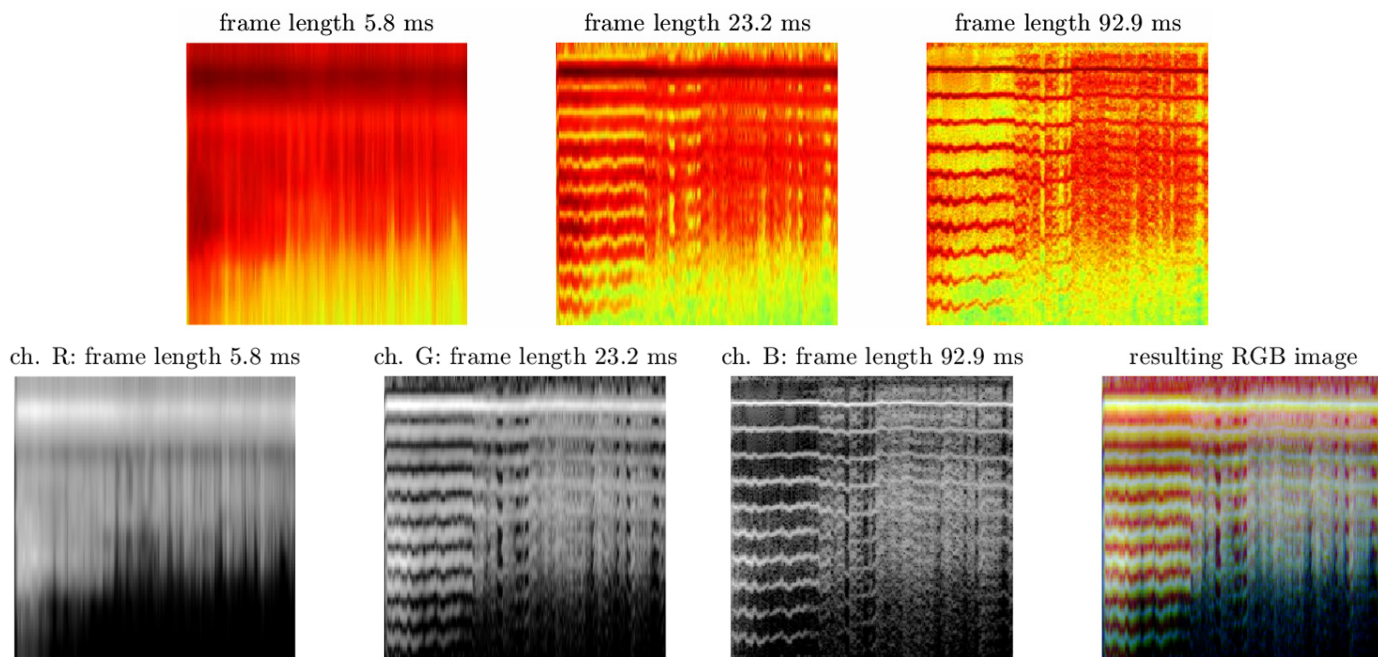 frame length 5.8 ms
frame length 23.2 ms
frame length 92.9 ms
ch. R: frame length 5.8 ms
ch. G: frame length 23.2 ms
ch. B: frame length 92.9 ms
resulting RGB image